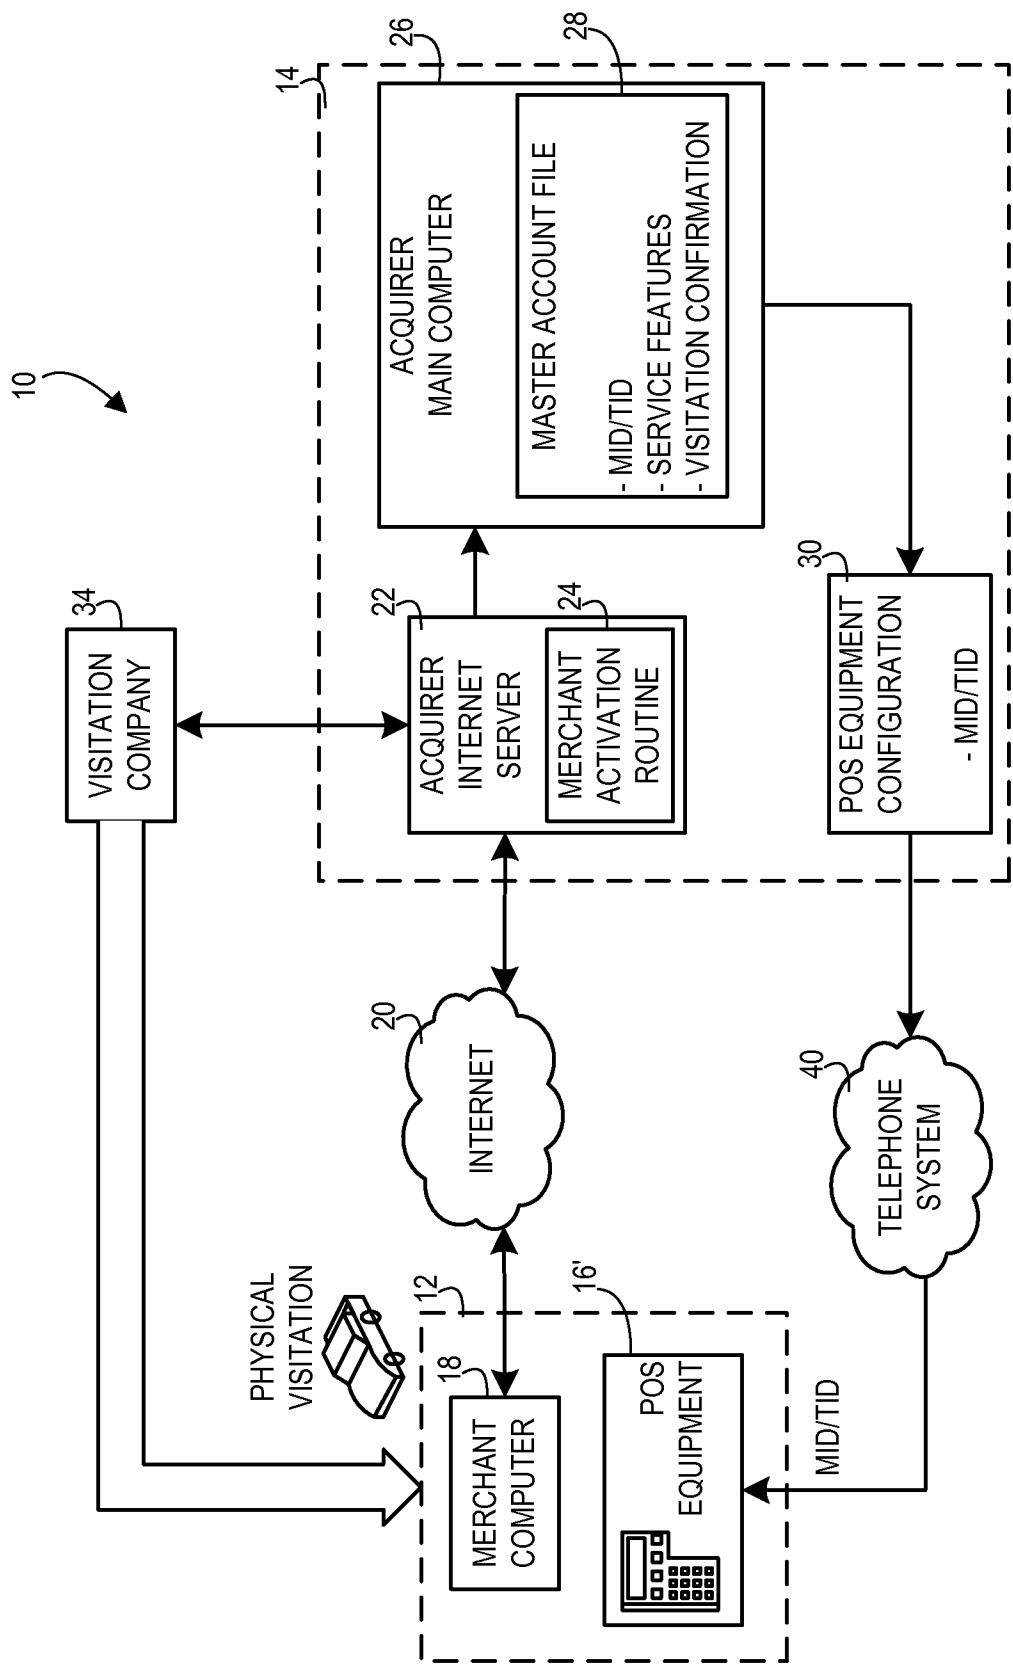 10
PHYSICAL
VISITATION
VISITATION
COMPANY
34
14
12
18
MERCHANT
COMPUTER
20
INTERNET
22
ACQUIRER
INTERNET
SERVER
24
MERCHANT
ACTIVATION
ROUTINE
26
ACQUIRER
MAIN COMPUTER
28
MASTER ACCOUNT FILE
- MID/TID
- SERVICE FEATURES
- VISITATION CONFIRMATION
16'
POS
EQUIPMENT
MID/TID
40
TELEPHONE
SYSTEM
30
POS EQUIPMENT
CONFIGURATION
- MID/TID